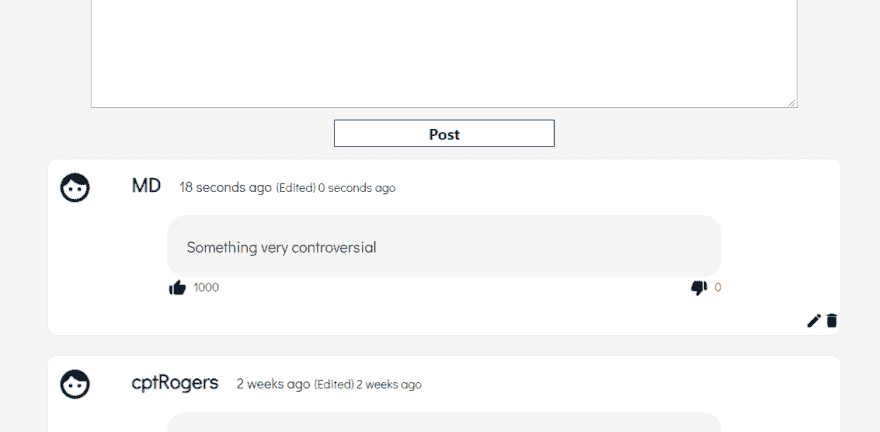 Post
MD 18 seconds ago (Edited) 0 seconds ago
Something very controversial
1000 0
cptRogers 2 weeks ago (Edited) 2 weeks ago